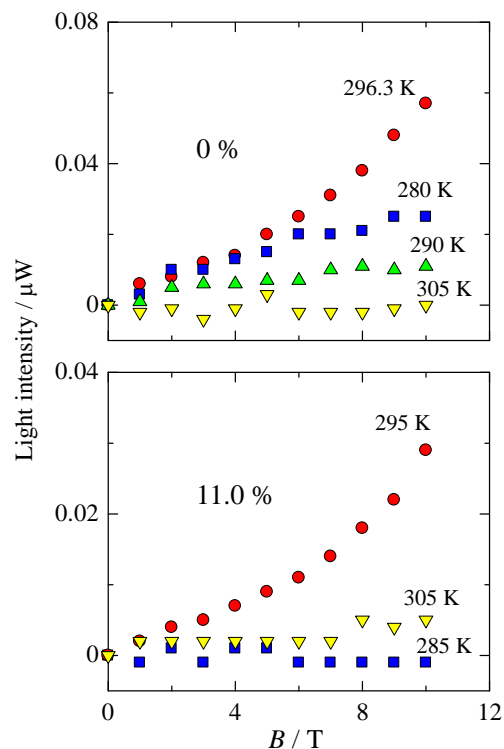 0.08
296.3 K
0 %
0.04
280 K
290 K
305 K
0
Light intensity / μW
0.04
295 K
11.0 %
0.02
305 K
285 K
0
0 4 8 12
B / T